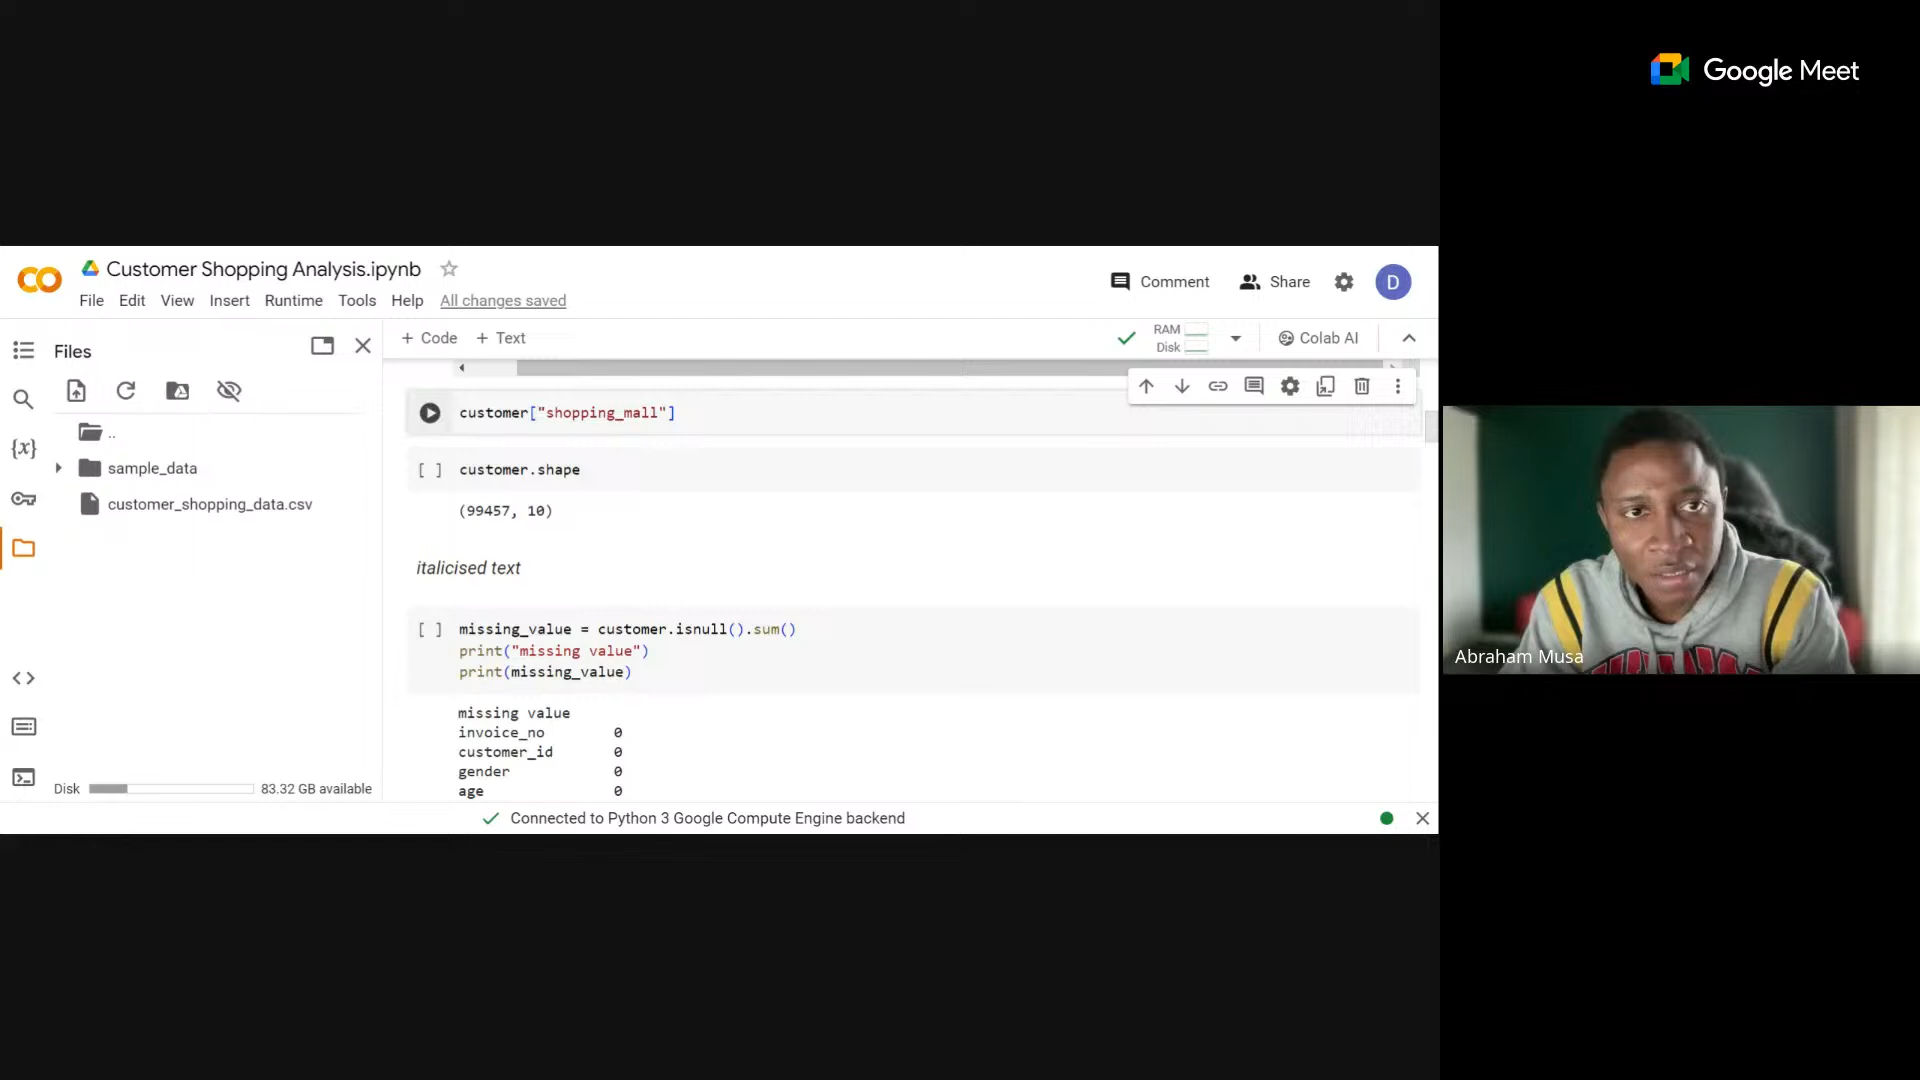 Google Meet
Customer Shopping Analysis.ipynb
File Edit View Insert Runtime Tools Help All changes saved
Comment Share D
Files
+ Code + Text
RAM
Disk
Colab AI
..
sample_data
customer_shopping_data.csv
{x}
customer["shopping_mall"]
[ ] customer.shape
(99457, 10)
italicised text
[ ] missing_value = customer.isnull().sum()
print("missing value")
print(missing_value)
missing value
invoice_no 0
customer_id 0
gender 0
age 0
Disk 83.32 GB available
Connected to Python 3 Google Compute Engine backend
Abraham Musa